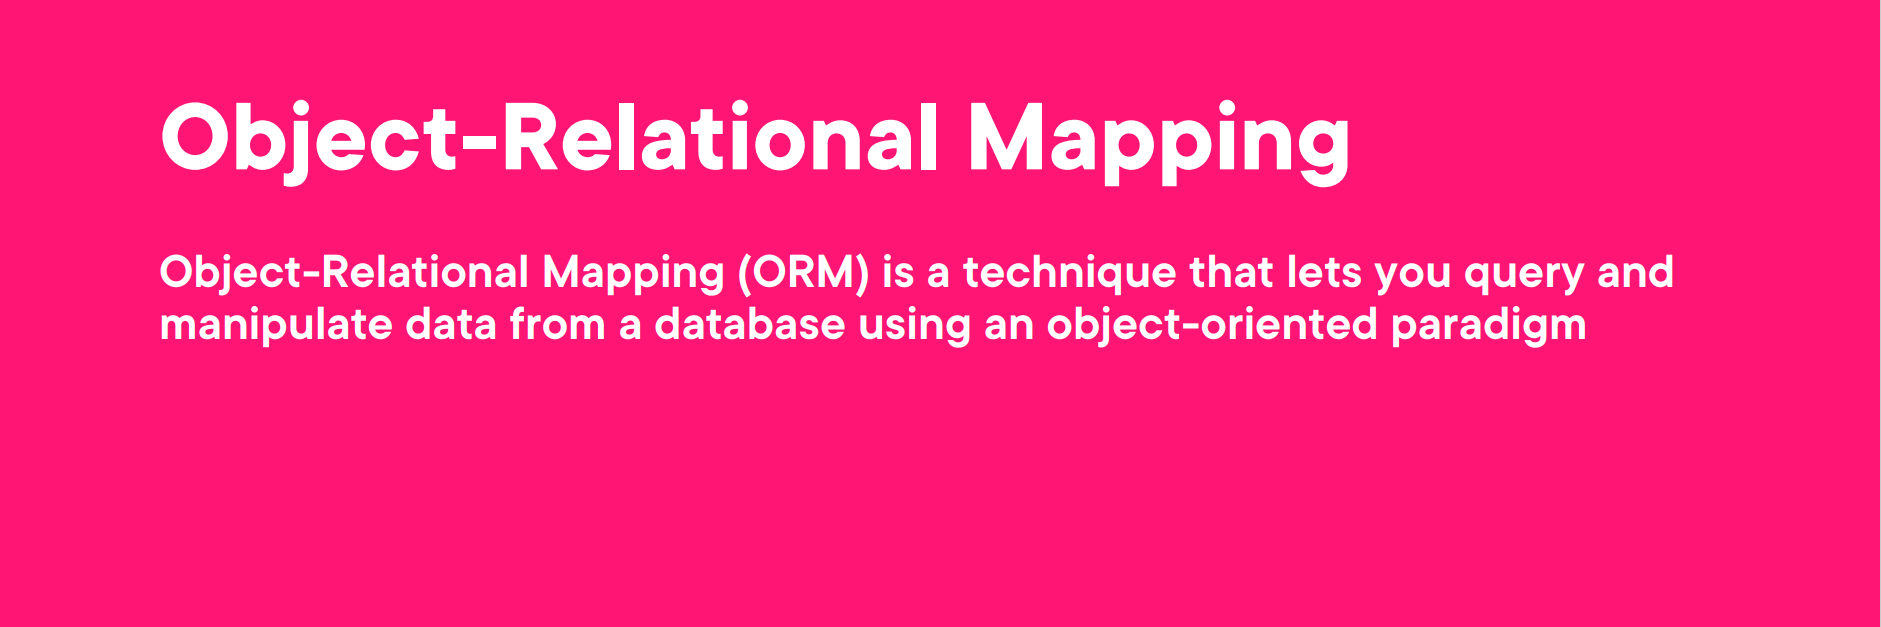 Object-Relational Mapping
Object-Relational Mapping (ORM) is a technique that lets you query and
manipulate data from a database using an object-oriented paradigm